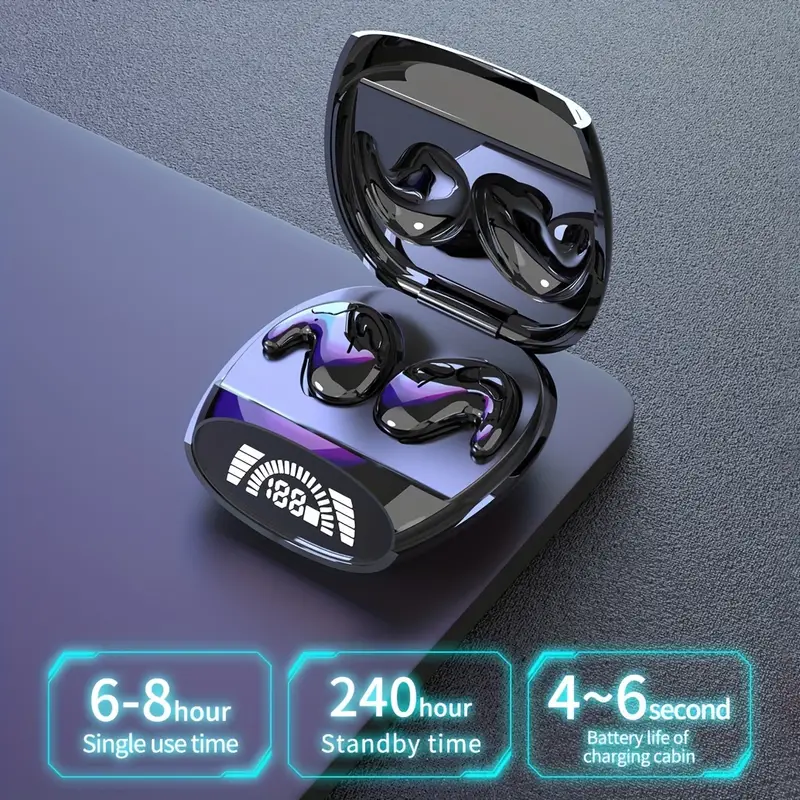 188
6-8hour
Single use time
240hour
Standby time
4~6second
Battery life of
charging cabin